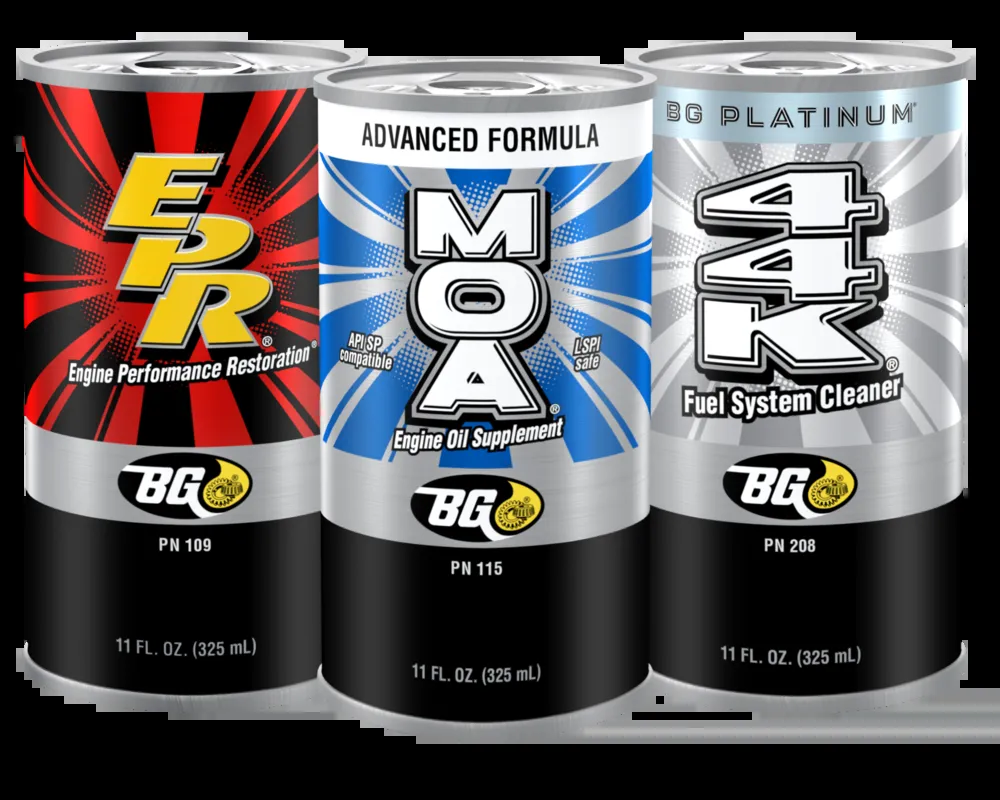 EPR®
Engine Performance Restoration®
BG
PN 109
11 FL. OZ. (325 mL)
ADVANCED FORMULA
MOA®
API SP
compatible
LSPI
safe
Engine Oil Supplement
BG
PN 115
11 FL. OZ. (325 mL)
BG PLATINUM®
44K®
Fuel System Cleaner
BG
PN 208
11 FL. OZ. (325 mL)